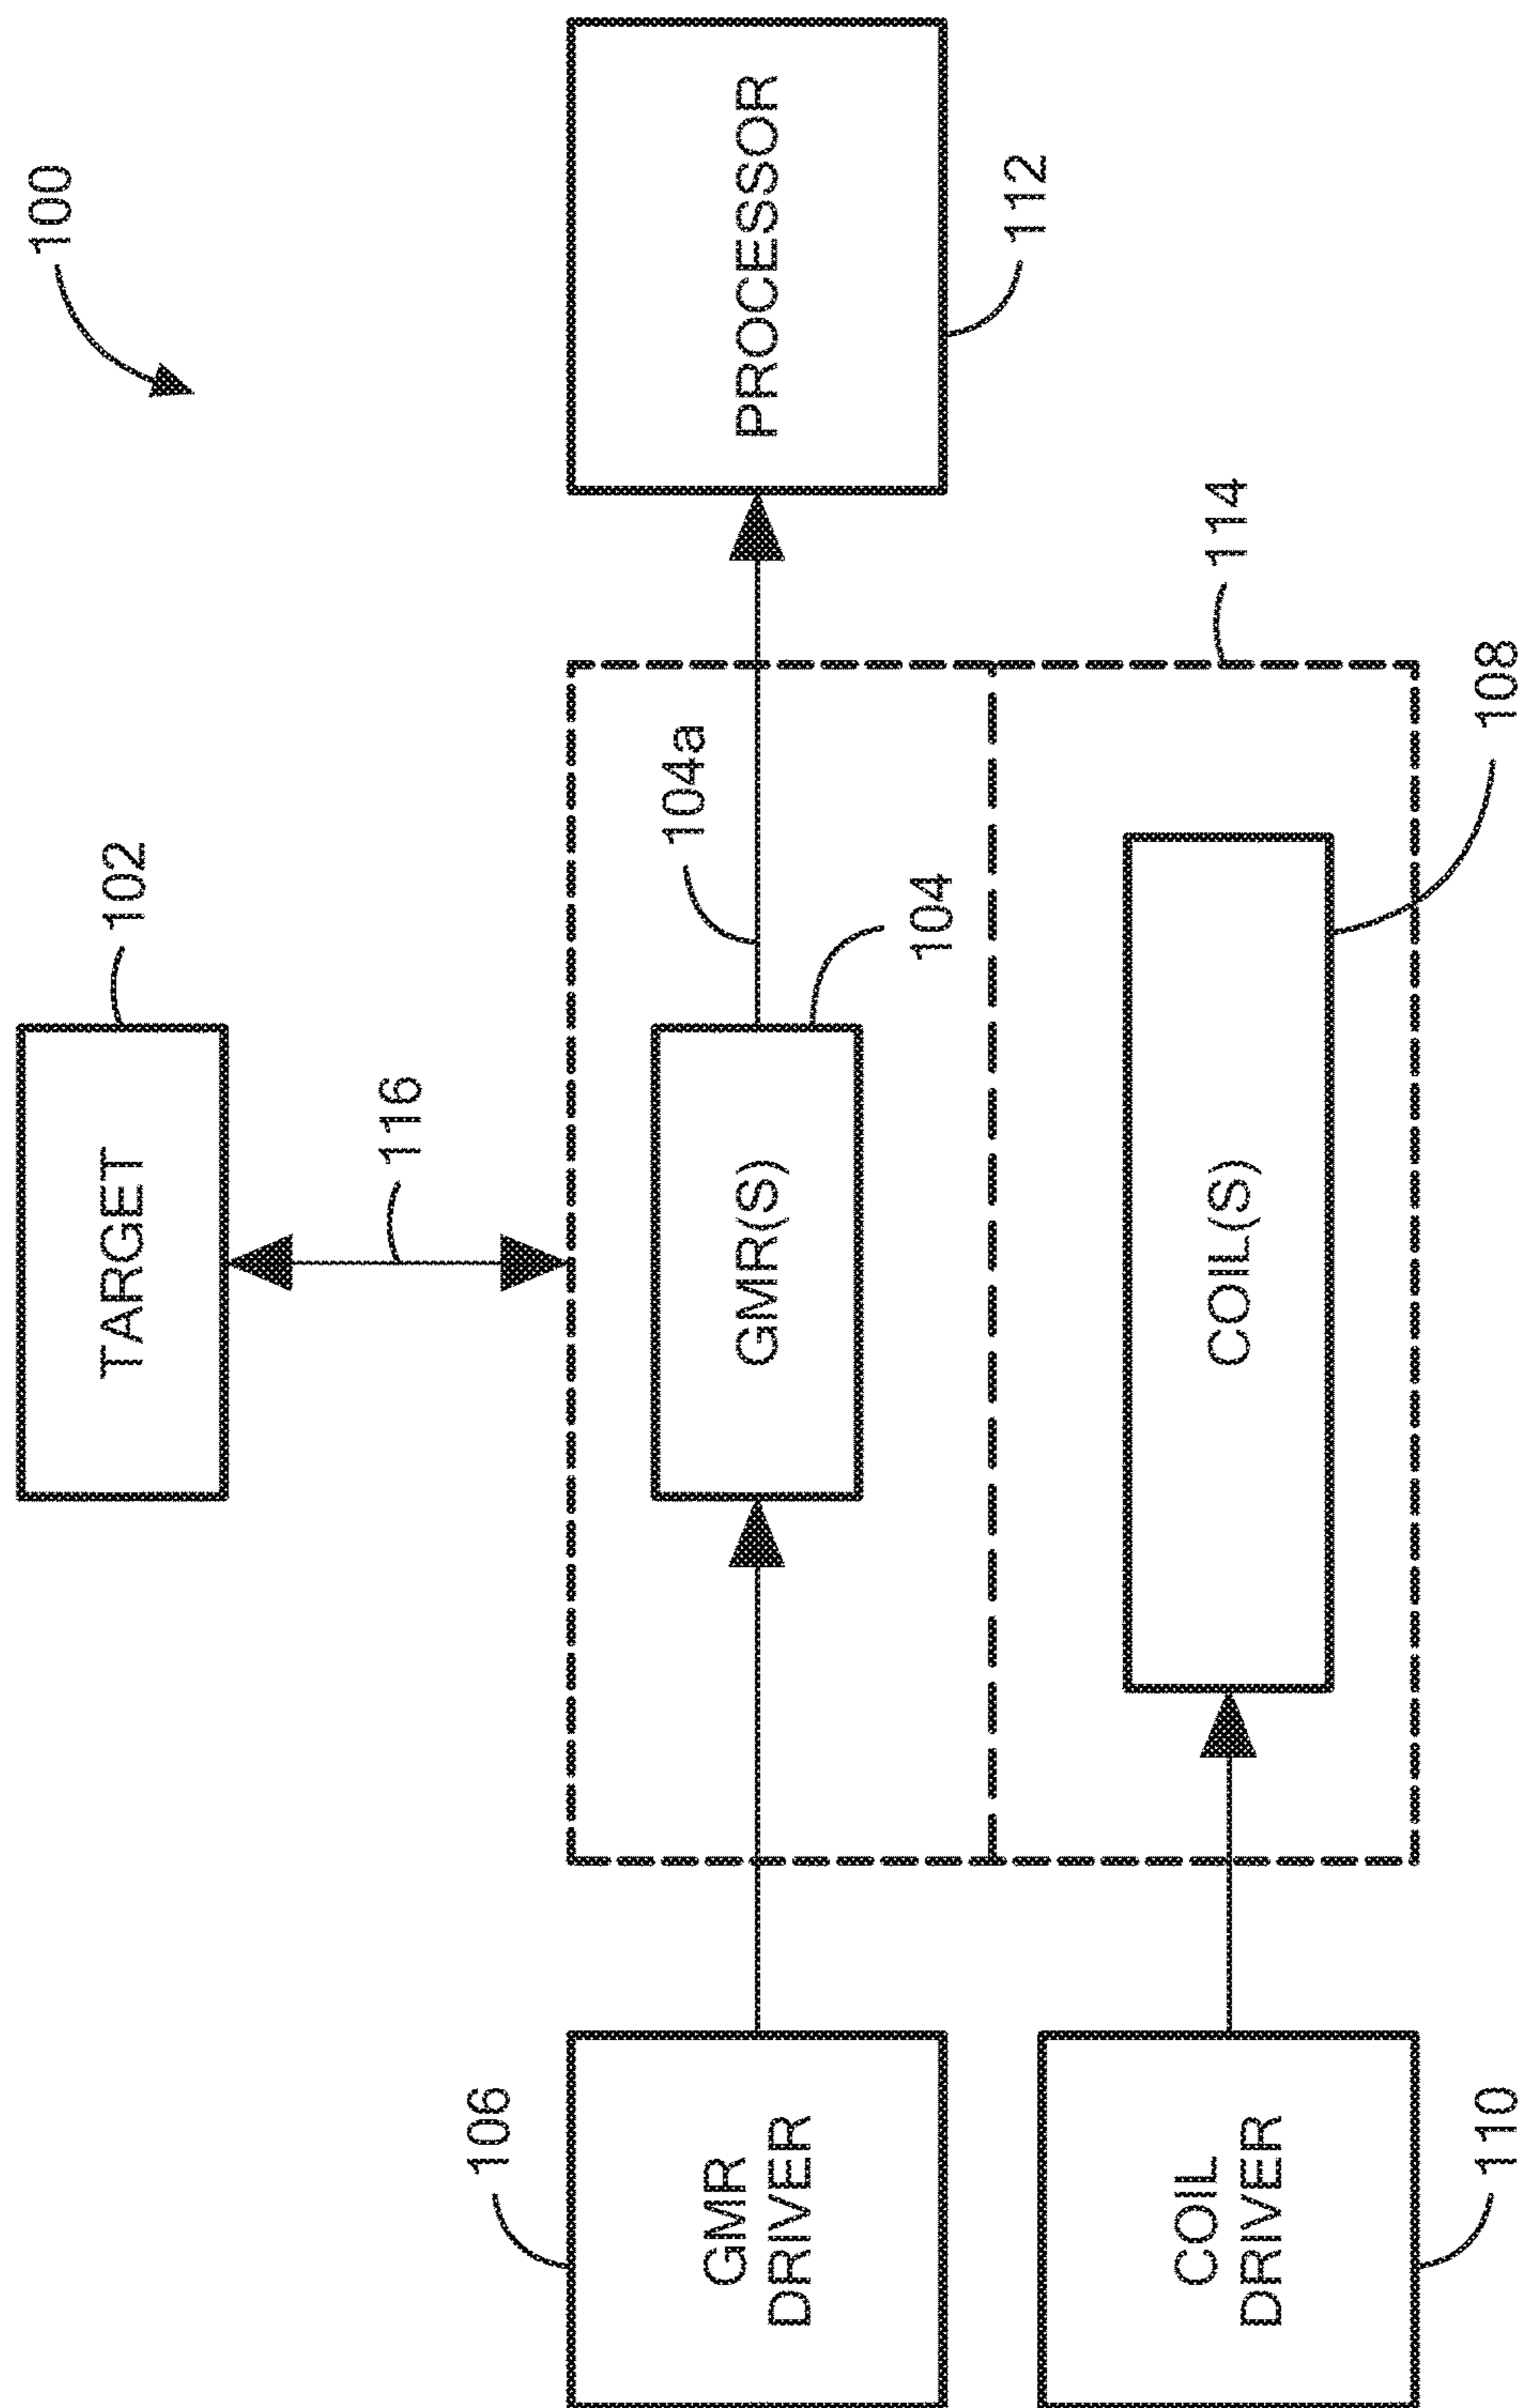 100
TARGET
102
116
GMR
DRIVER
106
GMR(S)
104
104a
PROCESSOR
112
114
COIL
DRIVER
110
COIL(S)
108